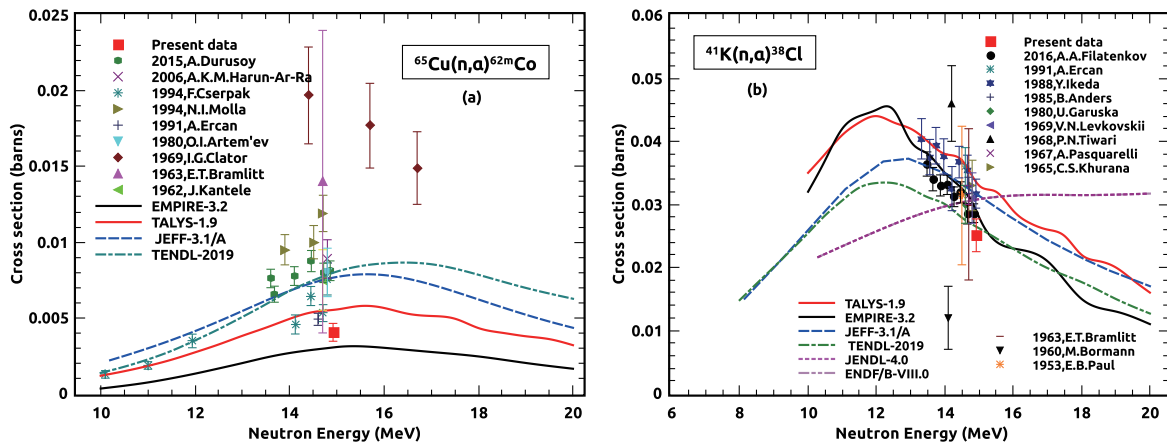 0.025
0.02
0.015
0.01
0.005
0
Cross section (barns)
Present data
2015,A.Durusoy
2006,A.K.M.Harun-Ar-Ra
1994,F.Cserpak
1994,N.I.Molla
1991,A.Ercan
1980,O.I.Artem'ev
1969,I.G.Clator
1963,E.T.Bramlitt
1962,J.Kantele
EMPIRE-3.2
TALYS-1.9
JEFF-3.1/A
TENDL-2019
⁶⁵Cu(n,α)⁶²ᵐCo
(a)
10 12 14 16 18 20
Neutron Energy (MeV)
0.06
0.05
0.04
0.03
0.02
0.01
0
Cross section (barns)
⁴¹K(n,α)³⁸Cl
(b)
Present data
2016,A.A.Filatenkov
1991,A.Ercan
1988,Y.Ikeda
1985,B.Anders
1980,U.Garuska
1969,V.N.Levkovskii
1968,P.N.Tiwari
1967,A.Pasquarelli
1965,C.S.Khurana
TALYS-1.9
EMPIRE-3.2
JEFF-3.1/A
TENDL-2019
JENDL-4.0
ENDF/B-VIII.0
1963,E.T.Bramlitt
1960,M.Bormann
1953,E.B.Paul
6 8 10 12 14 16 18 20
Neutron Energy (MeV)